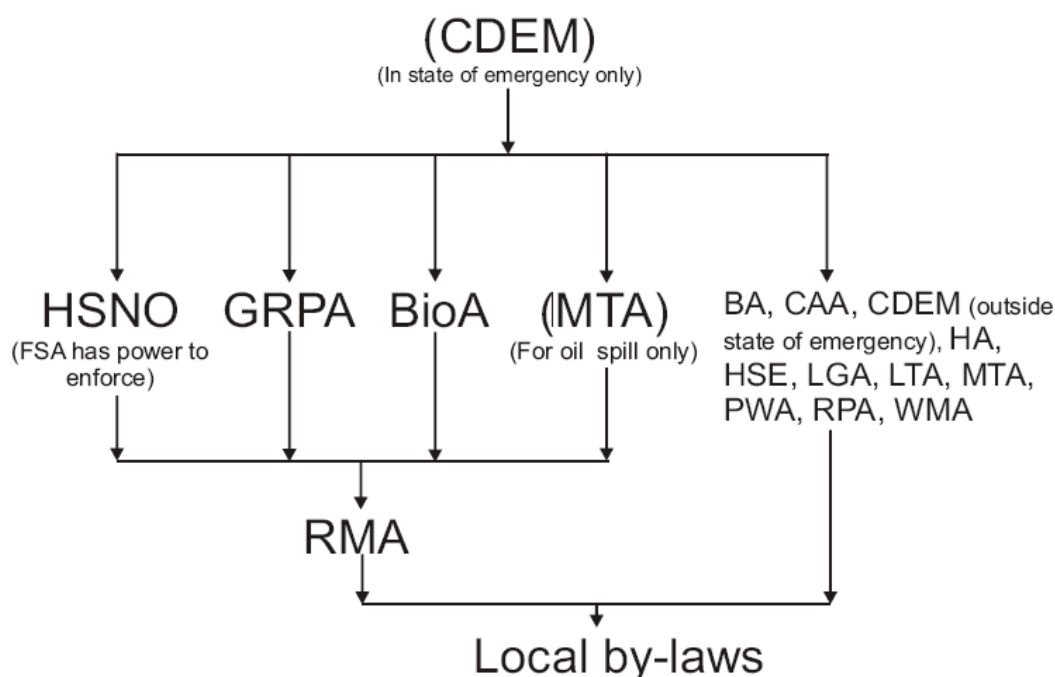 (CDEM)
(In state of emergency only)
HSNO
(FSA has power to
enforce)
GRPA
BioA
(MTA)
(For oil spill only)
BA, CAA, CDEM (outside
state of emergency), HA,
HSE, LGA, LTA, MTA,
PWA, RPA, WMA
RMA
Local by-laws